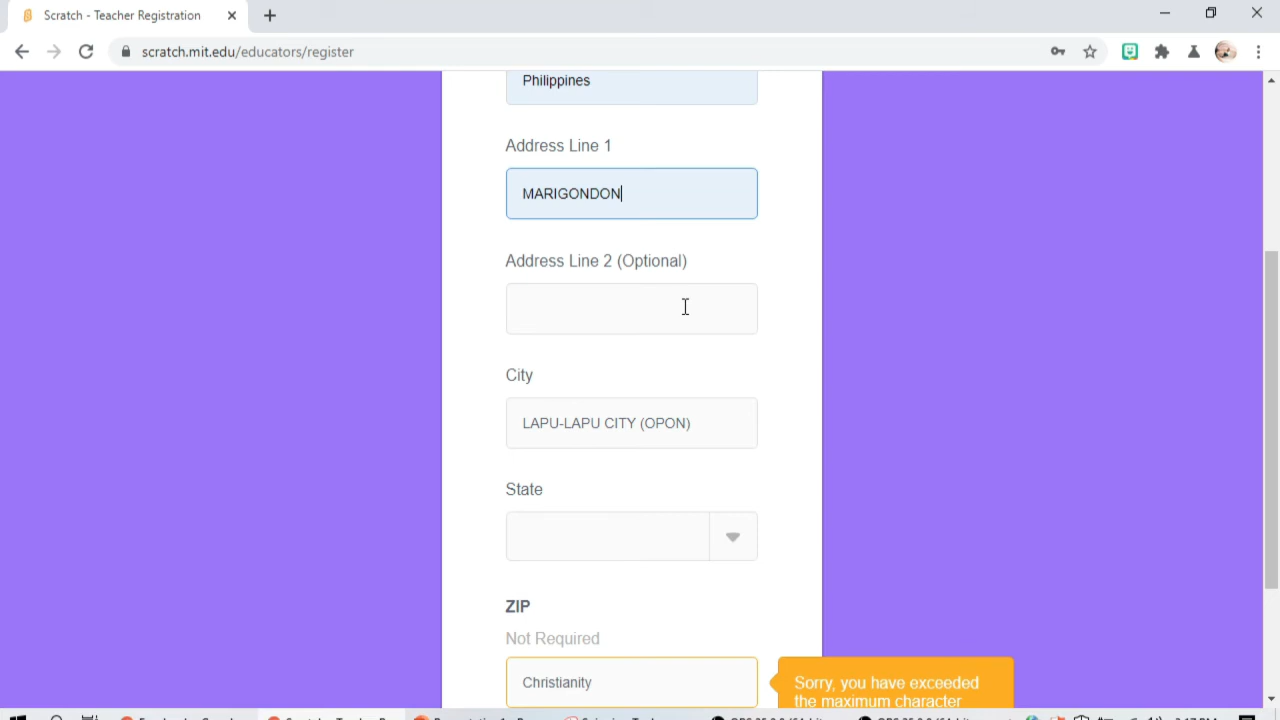 Scratch - Teacher Registration
scratch.mit.edu/educators/register
Philippines
Address Line 1
MARIGONDON
Address Line 2 (Optional)
City
LAPU-LAPU CITY (OPON)
State
ZIP
Not Required
Christianity
Sorry, you have exceeded
the maximum character